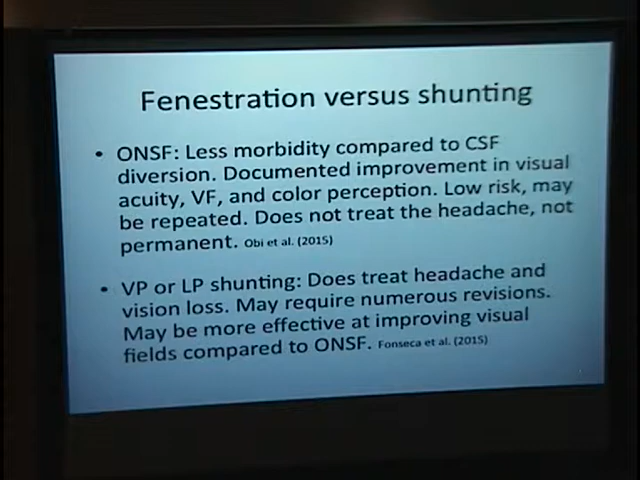 Fenestration versus shunting
• ONSF: Less morbidity compared to CSF
diversion. Documented improvement in visual
acuity, VF, and color perception. Low risk, may
be repeated. Does not treat the headache, not
permanent. Obi et al. (2015)
• VP or LP shunting: Does treat headache and
vision loss. May require numerous revisions.
May be more effective at improving visual
fields compared to ONSF. Fonseca et al. (2015)